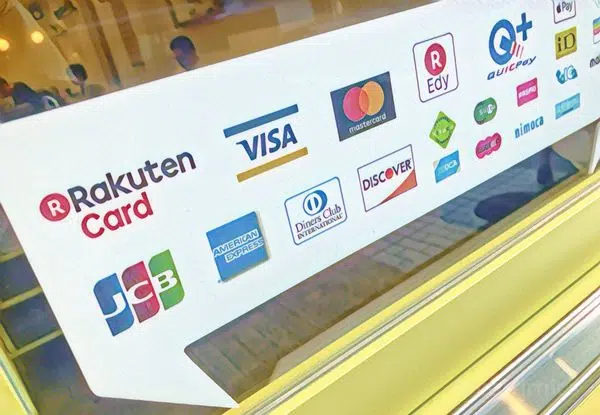 Rakuten
Card
VISA
mastercard
R
Edy
Q+
QUICPay
Pay
iD
JCB
AMERICAN
EXPRESS
Diners Club
INTERNATIONAL
DISCOVER
PASMO
nimoca